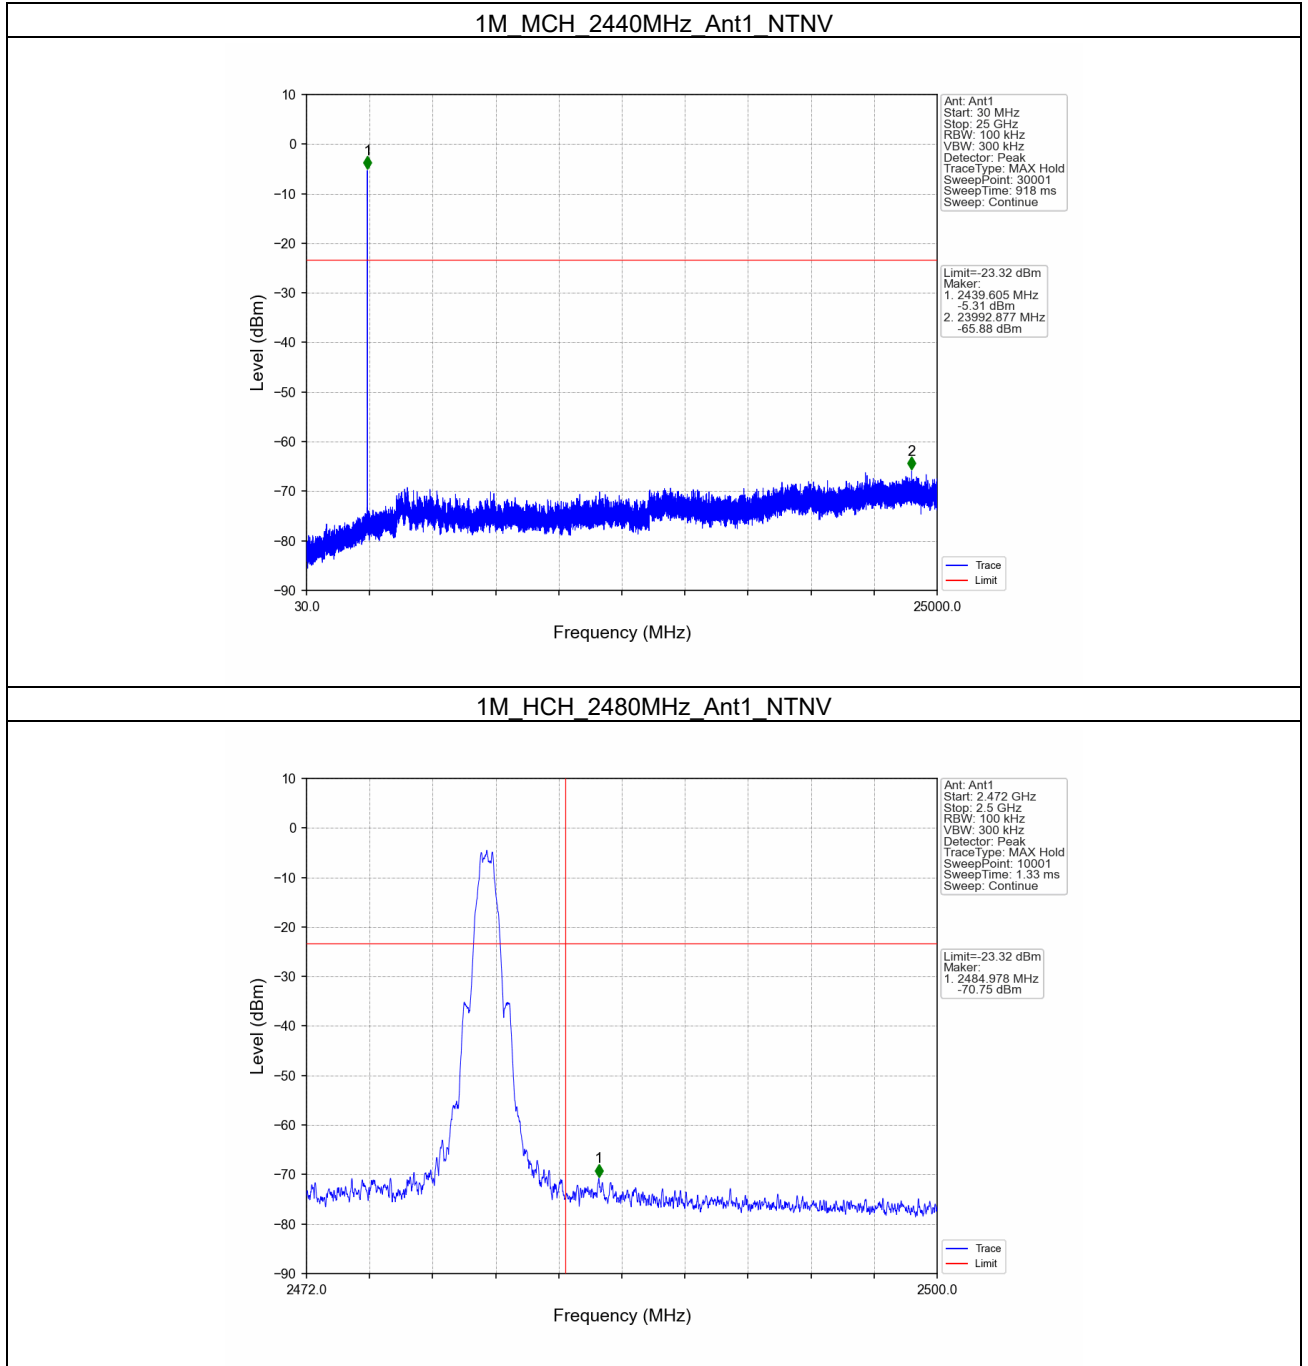 1M_MCH_2440MHz_Ant1_NTNV
10
0
−10
−20
−30
−40
−50
−60
−70
−80
−90
Level (dBm)
1
2
30.0
25000.0
Frequency (MHz)
Ant: Ant1
Start: 30 MHz
Stop: 25 GHz
RBW: 100 kHz
VBW: 300 kHz
Detector: Peak
TraceType: MAX Hold
SweepPoint: 30001
SweepTime: 918 ms
Sweep: Continue
Limit=-23.32 dBm
Maker:
1. 2439.605 MHz
-5.31 dBm
2. 23992.877 MHz
-65.88 dBm
Trace
Limit
1M_HCH_2480MHz_Ant1_NTNV
10
0
−10
−20
−30
−40
−50
−60
−70
−80
−90
Level (dBm)
1
2472.0
2500.0
Frequency (MHz)
Ant: Ant1
Start: 2.472 GHz
Stop: 2.5 GHz
RBW: 100 kHz
VBW: 300 kHz
Detector: Peak
TraceType: MAX Hold
SweepPoint: 10001
SweepTime: 1.33 ms
Sweep: Continue
Limit=-23.32 dBm
Maker:
1. 2484.978 MHz
-70.75 dBm
Trace
Limit